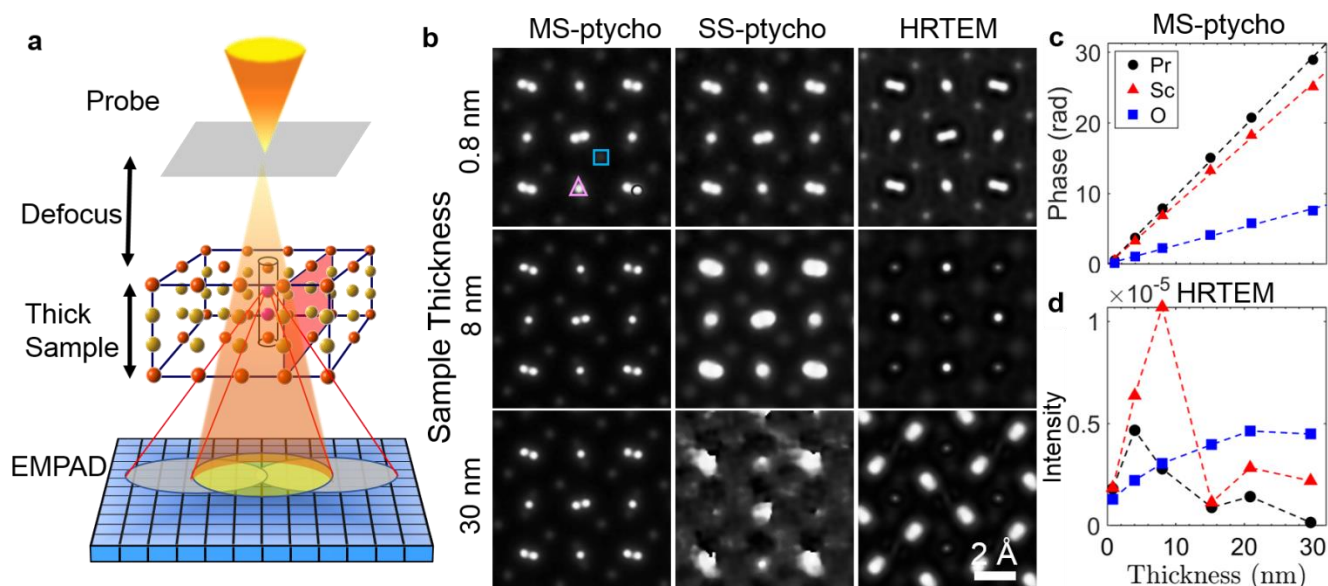 a
Probe
Defocus
Thick
Sample
EMPAD
b
MS-ptycho
SS-ptycho
HRTEM
Sample Thickness
0.8 nm
8 nm
30 nm
2 Å
c
MS-ptycho
Phase (rad)
30
20
10
0
Pr
Sc
O
d
×10⁻⁵
HRTEM
Intensity
1
0.5
0
0
10
20
30
Thickness (nm)